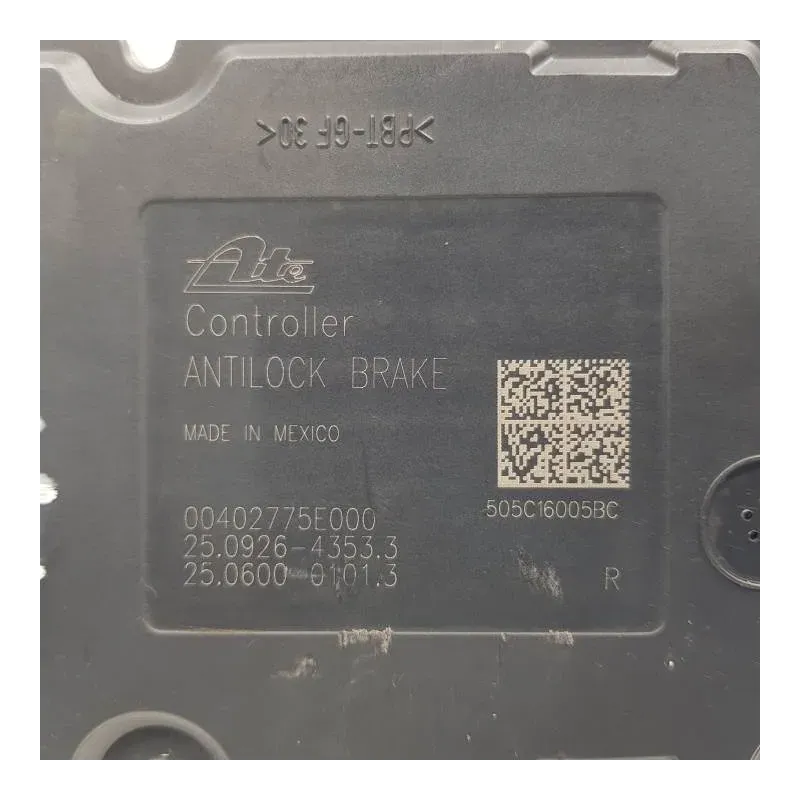 >PBT-GF 30<
Ate
Controller
ANTILOCK BRAKE
MADE IN MEXICO
505C16005BC
00402775E000
25.0926-4353.3
25.0600-0101.3
R